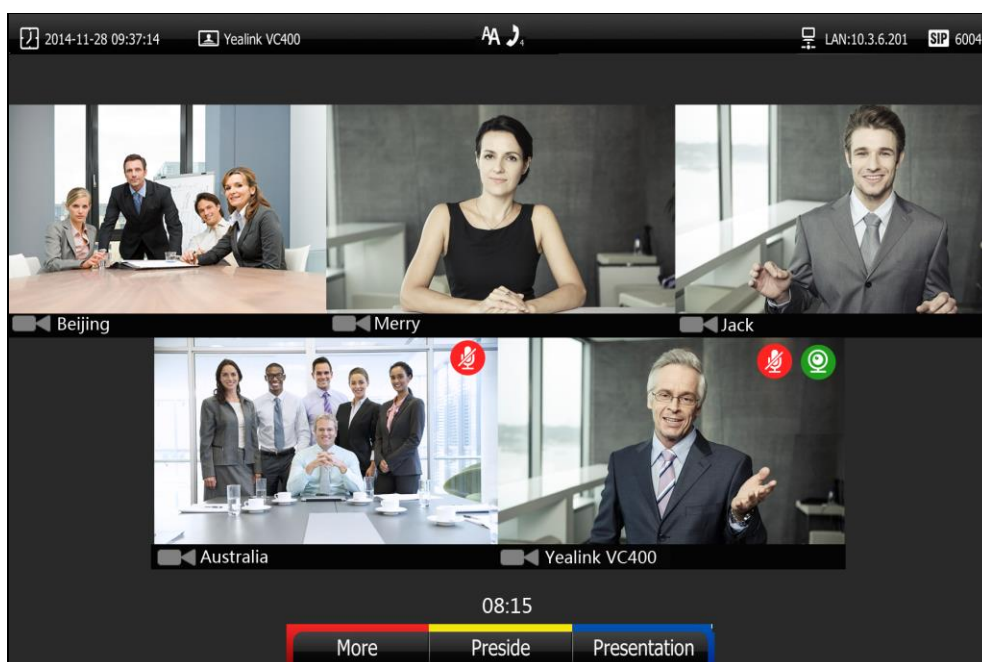 2014-11-28 09:37:14 Yealink VC400 AA 4 LAN:10.3.6.201 SIP 6004
Beijing Merry Jack
Australia Yealink VC400
08:15
More Preside Presentation